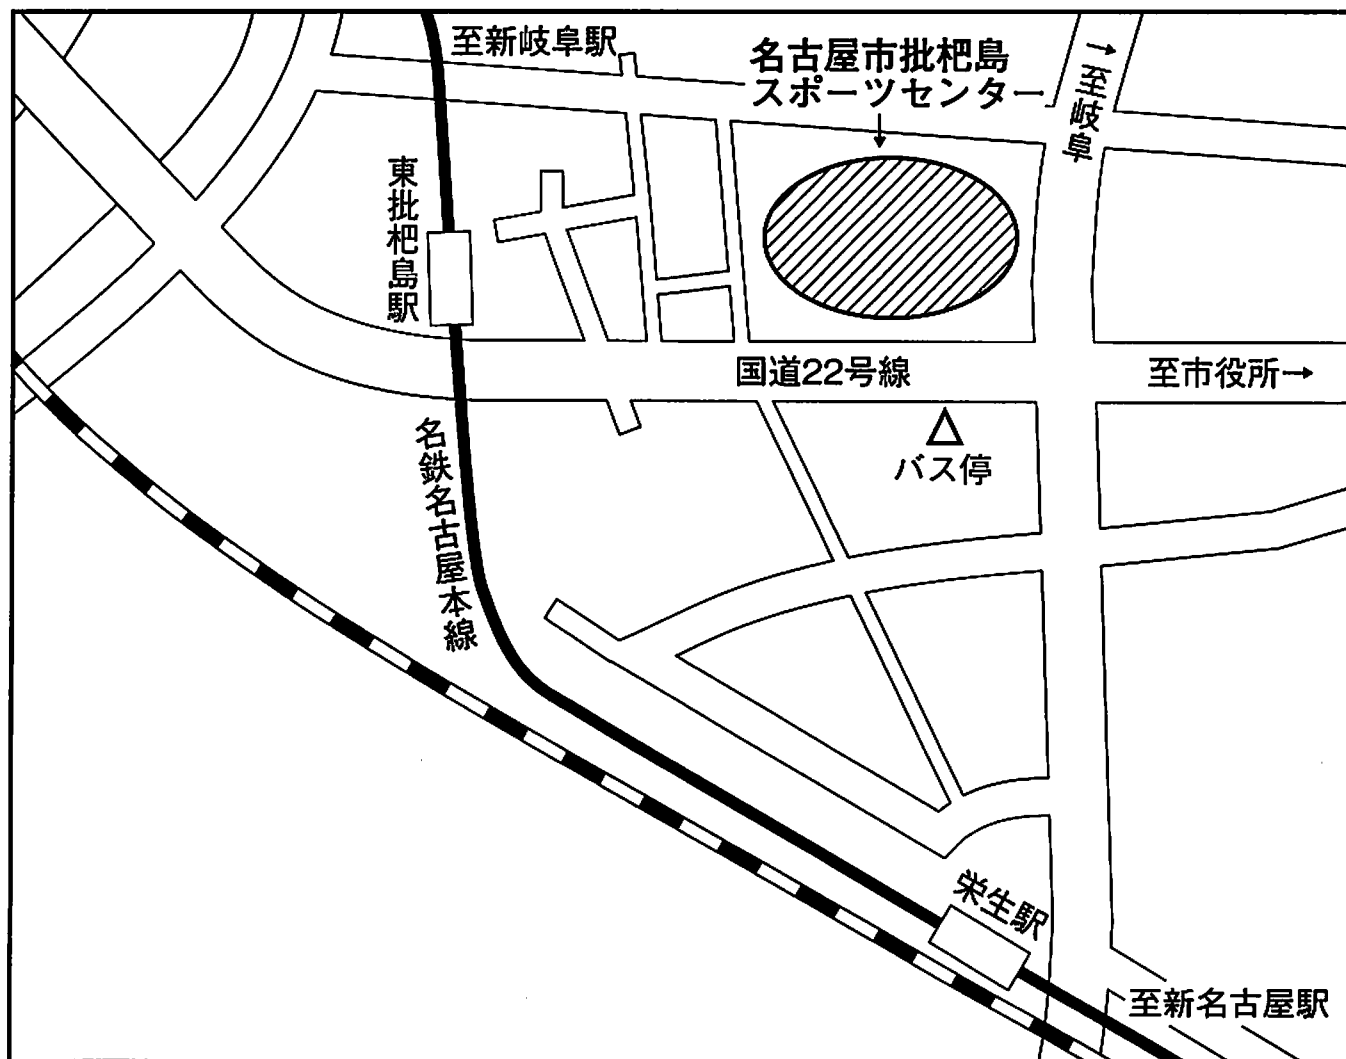 至新岐阜駅
名古屋市批杷島
スポーツセンター
→至岐阜
東批杷島駅
国道22号線
至市役所→
バス停
名鉄名古屋本線
栄生駅
至新名古屋駅